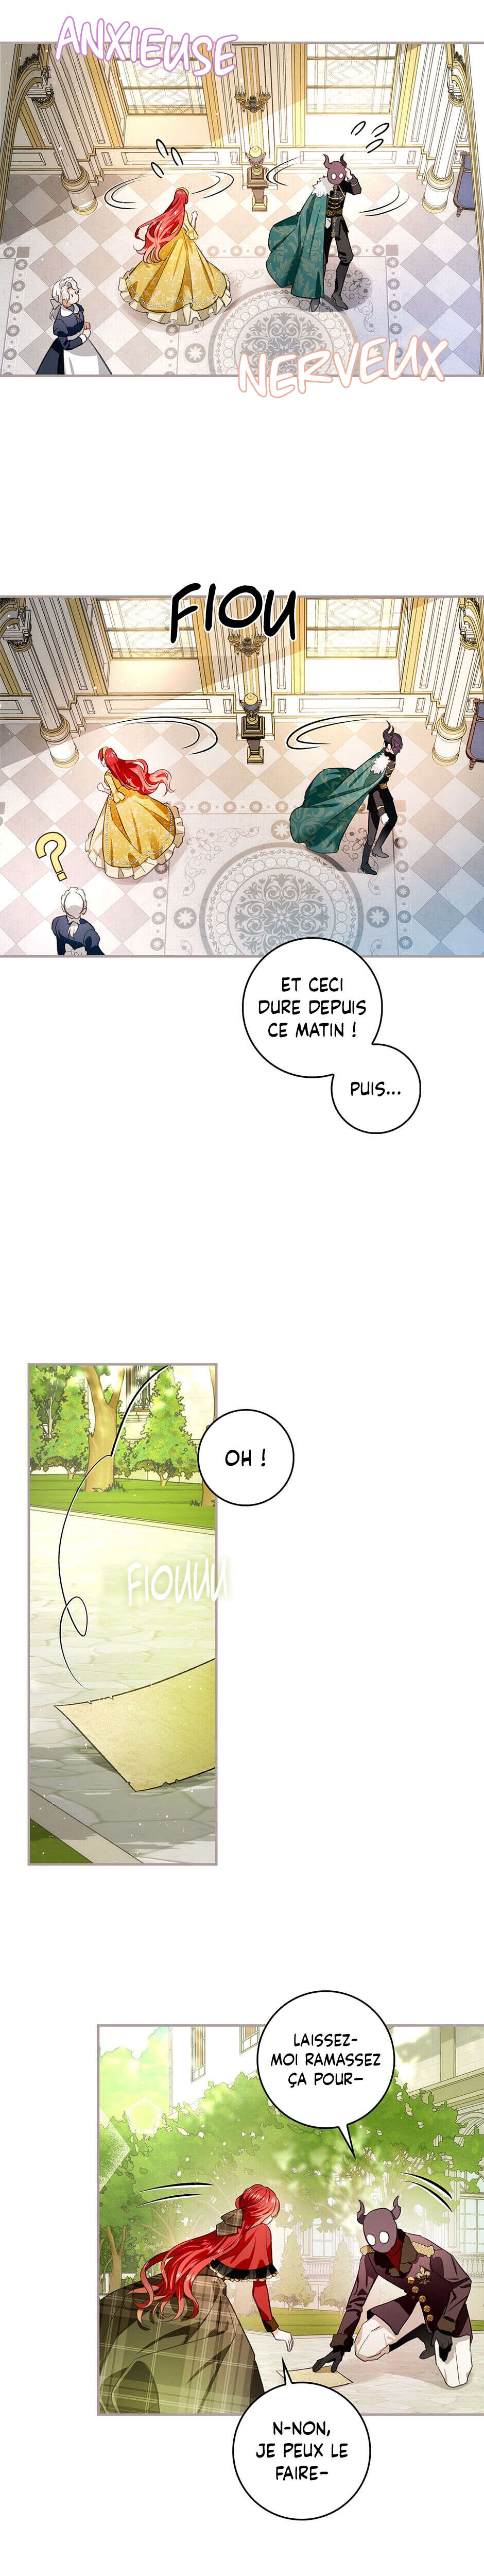 ANXIEUSE
NERVEUX
FIOU
?
ET CECI
DURE DEPUIS
CE MATIN !
PUIS...
OH !
FIOUUU
LAISSEZ-
MOI RAMASSEZ
ÇA POUR-
N-NON,
JE PEUX LE
FAIRE-